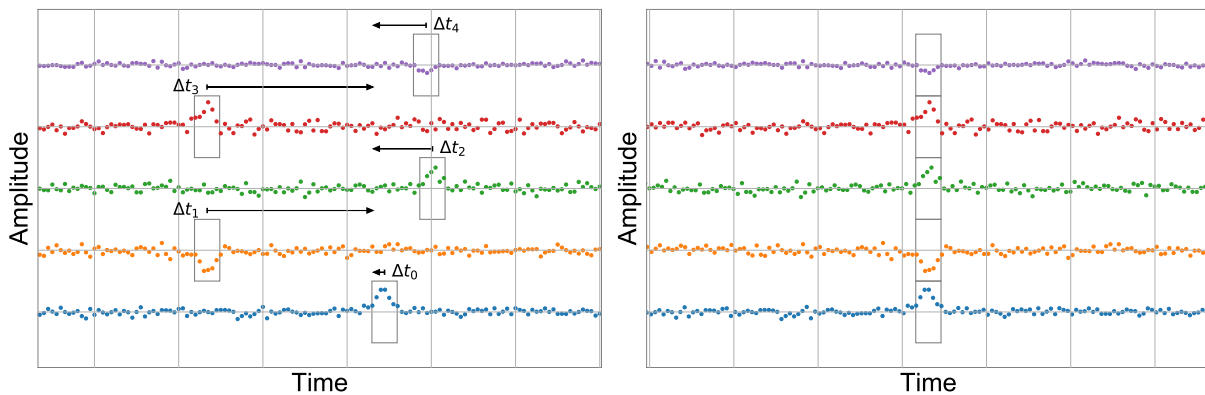 Δt₄
Δt₃
Δt₂
Δt₁
Δt₀
Amplitude
Time
Amplitude
Time